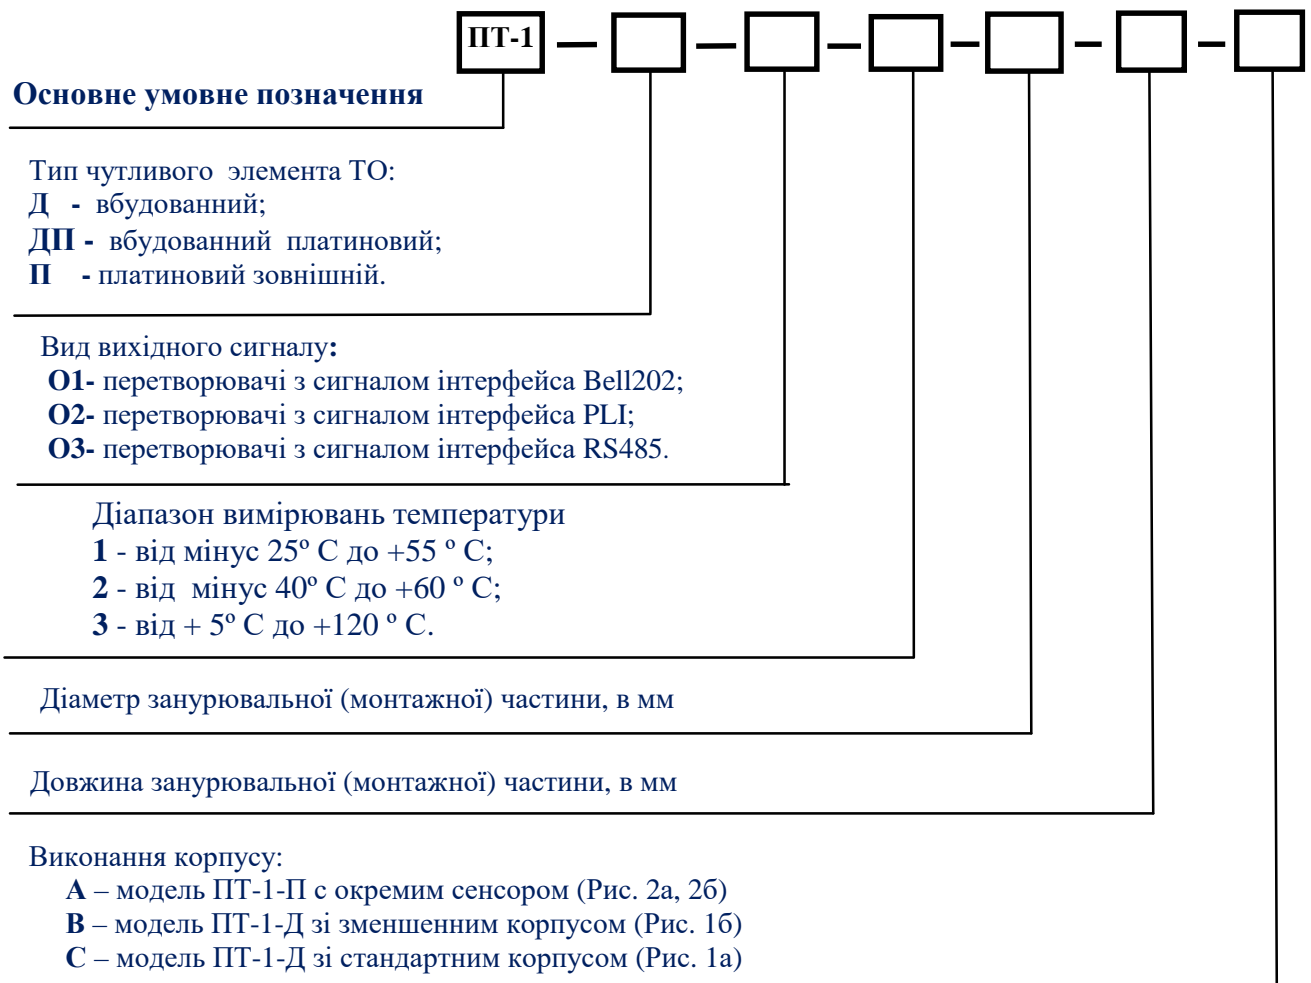 ПТ-1
Основне умовне позначення
Тип чутливого элемента ТО:
Д - вбудованний;
ДП - вбудованний платиновий;
П - платиновий зовнішній.
Вид вихідного сигналу:
О1- перетворювачі з сигналом інтерфейса Bell202;
О2- перетворювачі з сигналом інтерфейса PLI;
О3- перетворювачі з сигналом інтерфейса RS485.
Діапазон вимірювань температури
1 - від мінус 25º С до +55 º С;
2 - від мінус 40º С до +60 º С;
3 - від + 5º С до +120 º С.
Діаметр занурювальної (монтажної) частини, в мм
Довжина занурювальної (монтажної) частини, в мм
Виконання корпусу:
А – модель ПТ-1-П с окремим сенсором (Рис. 2а, 2б)
В – модель ПТ-1-Д зі зменшенним корпусом (Рис. 1б)
С – модель ПТ-1-Д зі стандартним корпусом (Рис. 1а)